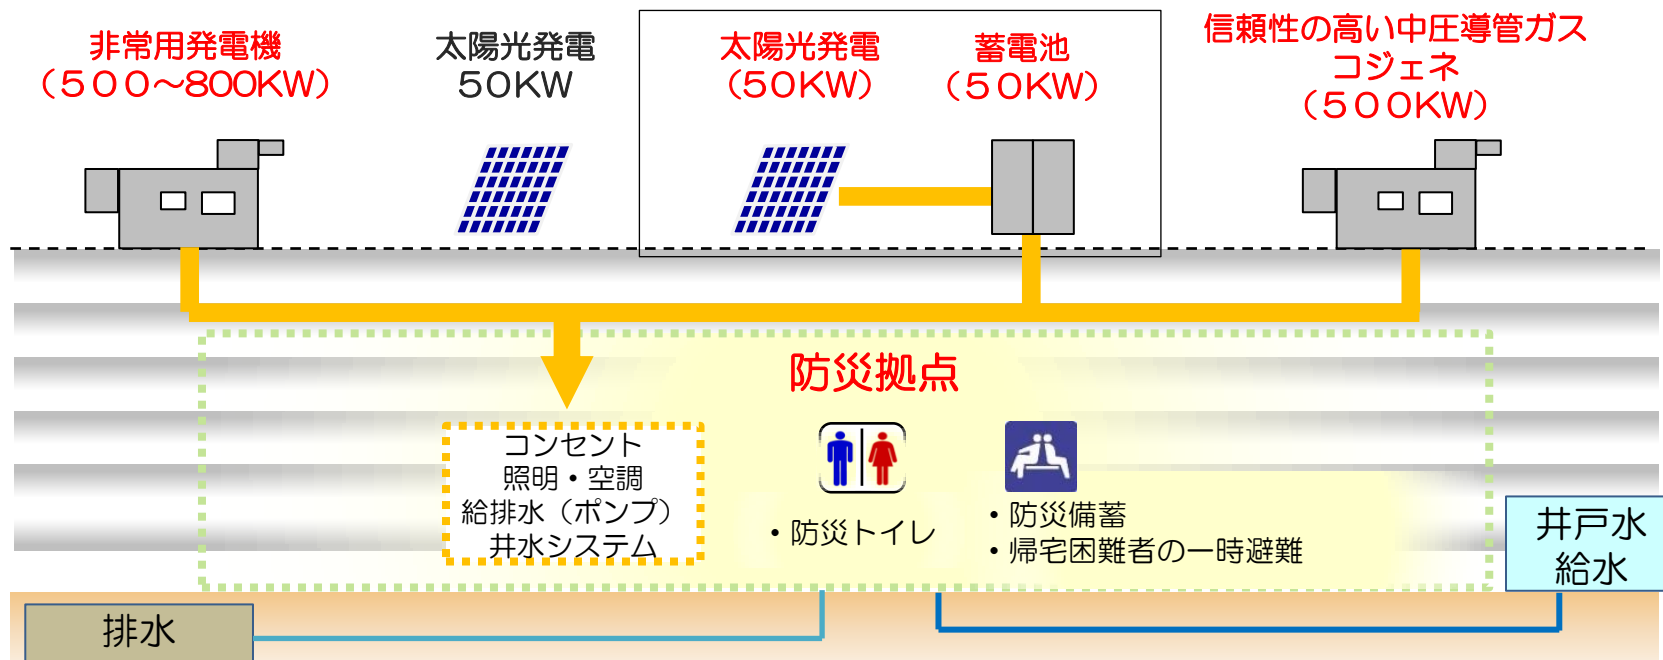 非常用発電機
（５００～８００KW）
太陽光発電
50KW
太陽光発電
（50KW）
蓄電池
（50KW）
信頼性の高い中圧導管ガス
コジェネ
（５００KW）
防災拠点
コンセント
照明・空調
給排水（ポンプ）
井水システム
・防災トイレ
・防災備蓄
・帰宅困難者の一時避難
井戸水
給水
排水